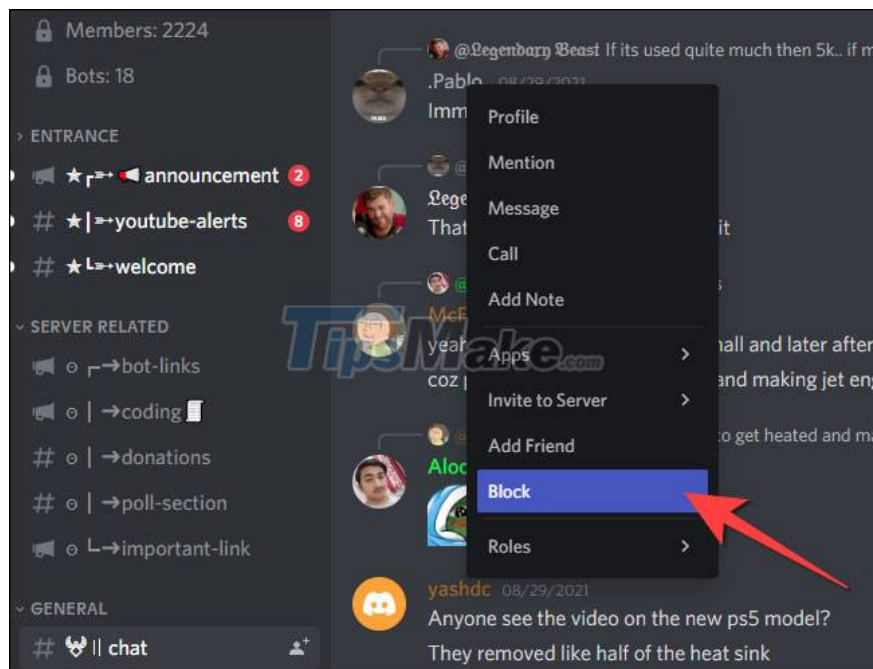 Members: 2224
Bots: 18
ENTRANCE
announcement 2
youtube-alerts 8
welcome
SERVER RELATED
bot-links
coding
donations
poll-section
important-link
GENERAL
chat
@𝕷𝖊𝖌𝖊𝖓𝖉𝖆𝖗𝖞 𝕭𝖊𝖆𝖘𝖙 If its used quite much then 5k.. if m
.Pablo 08/29/2021
Imm
@
𝕷𝖊𝖌𝖊
That
it
@
McF
yeah
hall and later after
coz
and making jet eng
to get heated and ma
Aloo
yashdc 08/29/2021
Anyone see the video on the new ps5 model?
They removed like half of the heat sink
Profile
Mention
Message
Call
Add Note
Apps
Invite to Server
Add Friend
Block
Roles
TipsMake.com